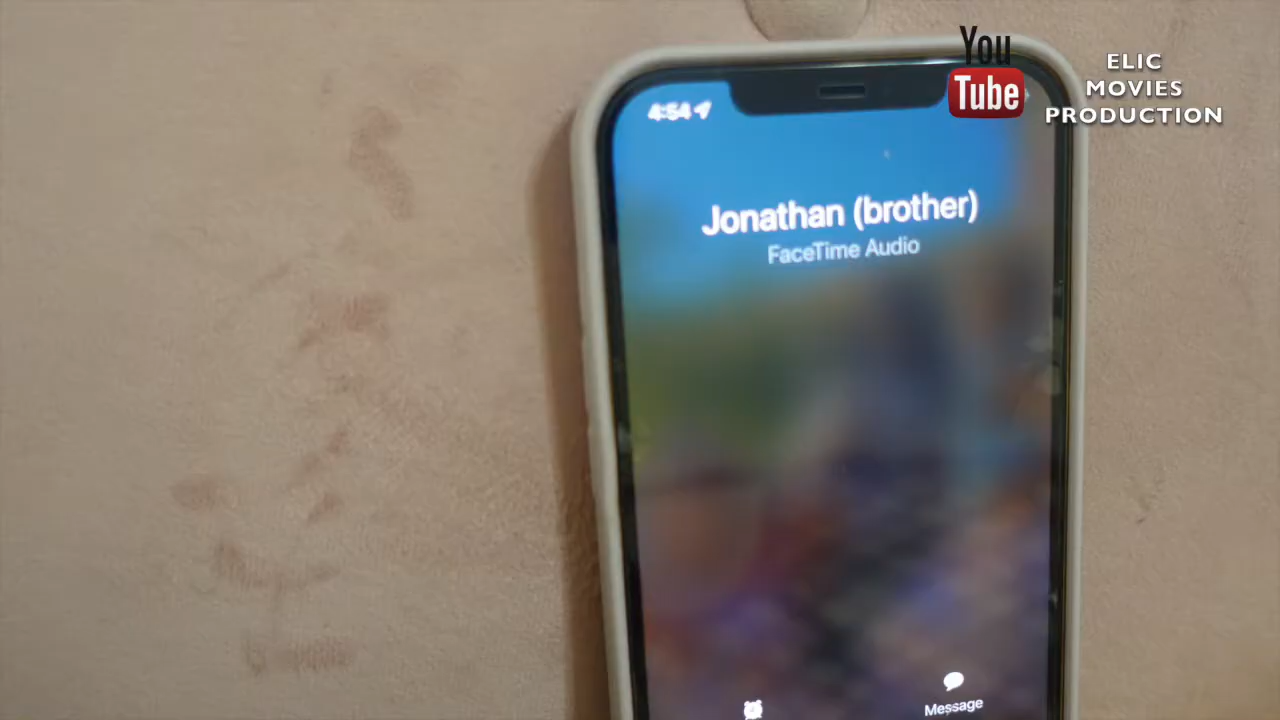 You
Tube
ELIC
MOVIES
PRODUCTION
4:54
Jonathan (brother)
FaceTime Audio
Message